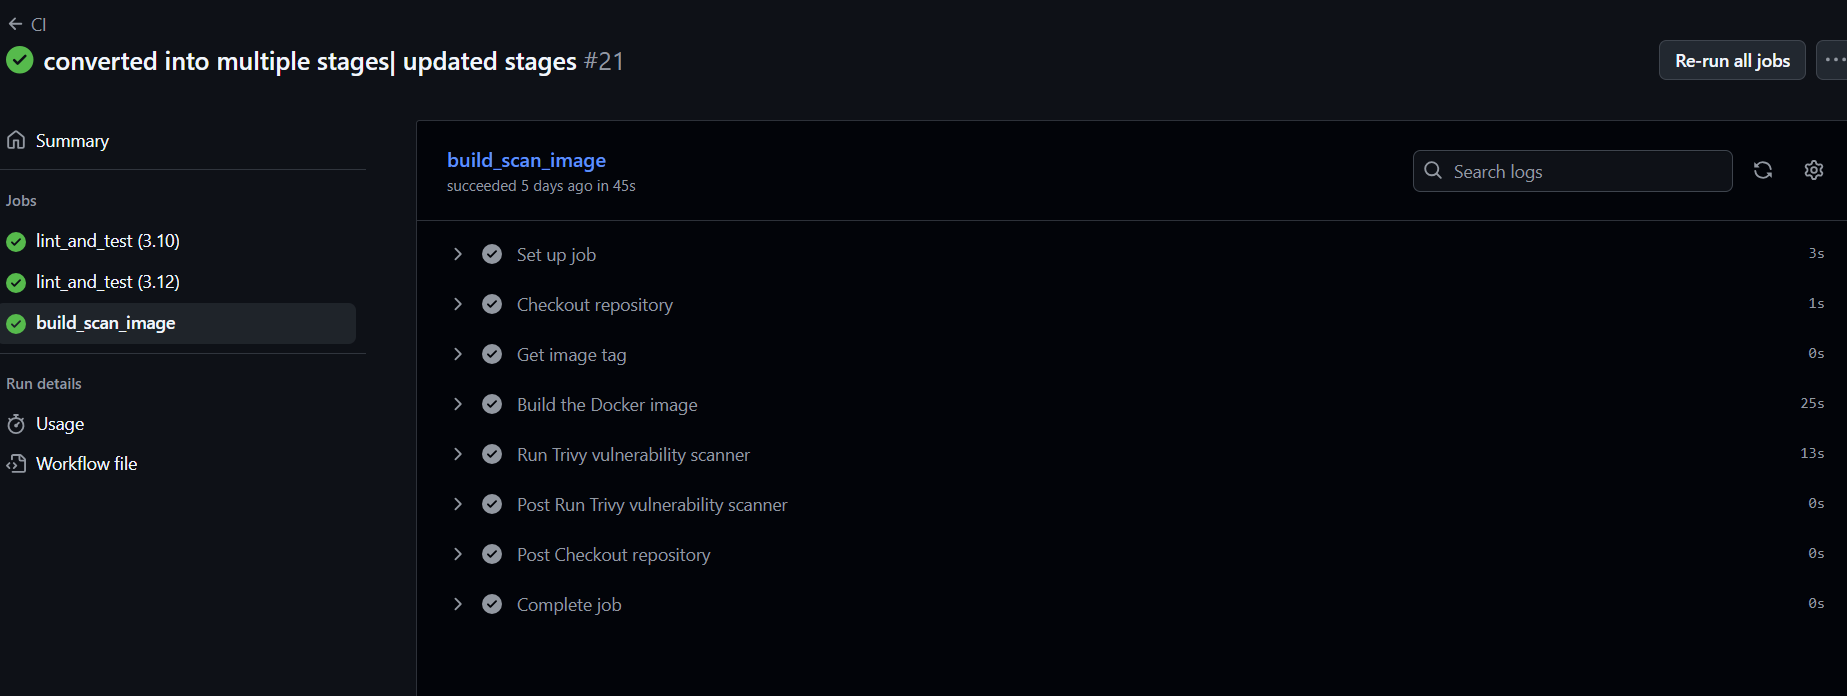 CI
converted into multiple stages| updated stages #21
Re-run all jobs
Summary
Jobs
lint_and_test (3.10)
lint_and_test (3.12)
build_scan_image
Run details
Usage
Workflow file
build_scan_image
succeeded 5 days ago in 45s
Search logs
Set up job 3s
Checkout repository 1s
Get image tag 0s
Build the Docker image 25s
Run Trivy vulnerability scanner 13s
Post Run Trivy vulnerability scanner 0s
Post Checkout repository 0s
Complete job 0s